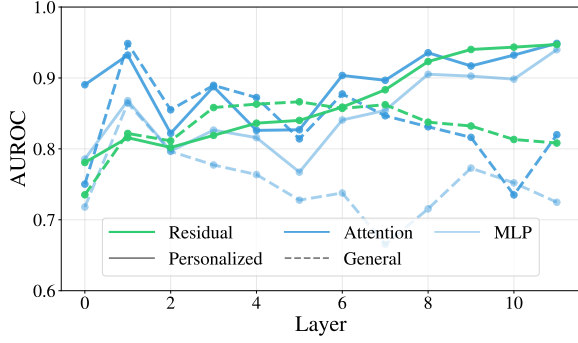 AUROC
1.0
0.9
0.8
0.7
0.6
Residual Attention MLP
Personalized General
0 2 4 6 8 10
Layer